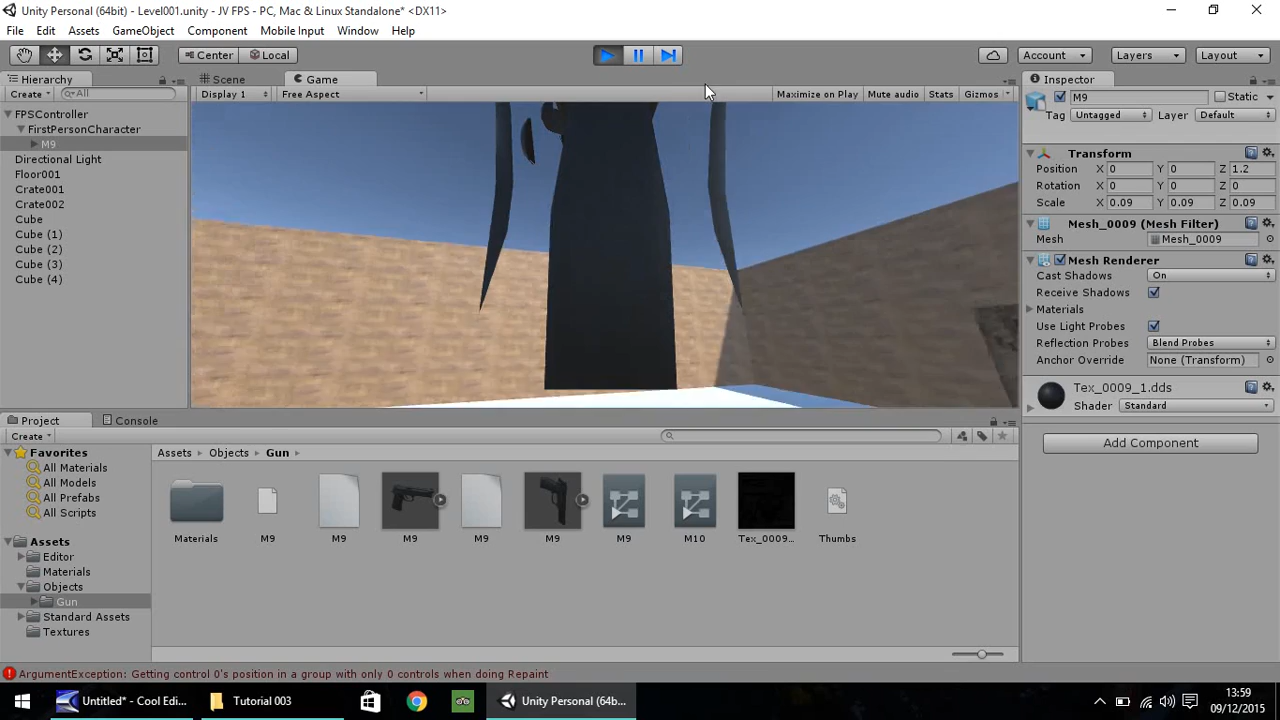 Unity Personal (64bit) - Level001.unity - JV FPS - PC, Mac & Linux Standalone* <DX11>
File Edit Assets GameObject Component Mobile Input Window Help
Center Local Account Layers Layout
Hierarchy Scene Game Inspector
Create All Display 1 Free Aspect Maximize on Play Mute audio Stats Gizmos M9 Static
FPSController Tag Untagged Layer Default
FirstPersonCharacter
M9
Directional Light
Floor001
Crate001
Crate002
Cube
Cube (1)
Cube (2)
Cube (3)
Cube (4)
Transform
Position X 0 Y 0 Z 1.2
Rotation X 0 Y 0 Z 0
Scale X 0.09 Y 0.09 Z 0.09
Mesh_0009 (Mesh Filter)
Mesh Mesh_0009
Mesh Renderer
Cast Shadows On
Receive Shadows
Materials
Use Light Probes
Reflection Probes Blend Probes
Anchor Override None (Transform)
Tex_0009_1.dds
Shader Standard
Add Component
Project Console
Create
Favorites
All Materials
All Models
All Prefabs
All Scripts
Assets
Editor
Materials
Objects
Gun
Standard Assets
Textures
Assets Objects Gun
Materials M9 M9 M9 M9 M9 M9 M10 Tex_0009... Thumbs
ArgumentException: Getting control 0's position in a group with only 0 controls when doing Repaint
Untitled* - Cool Edi... Tutorial 003 Unity Personal (64bi... 13:59
09/12/2015